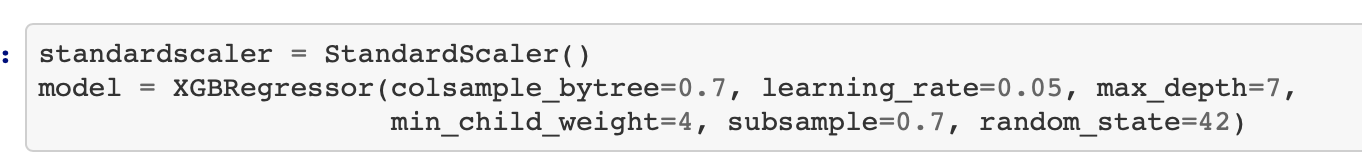 :
standardscaler = StandardScaler()
model = XGBRegressor(colsample_bytree=0.7, learning_rate=0.05, max_depth=7,
min_child_weight=4, subsample=0.7, random_state=42)